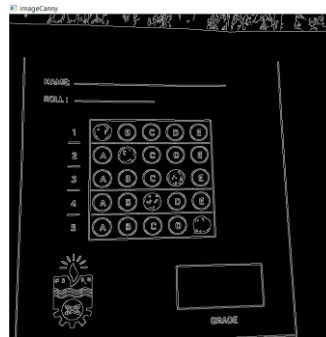 imageCanny
NAME:
ROLL:
1 B C D E
2 A C D E
3 A B C E
4 A B D E
5 A B C D
GRADE